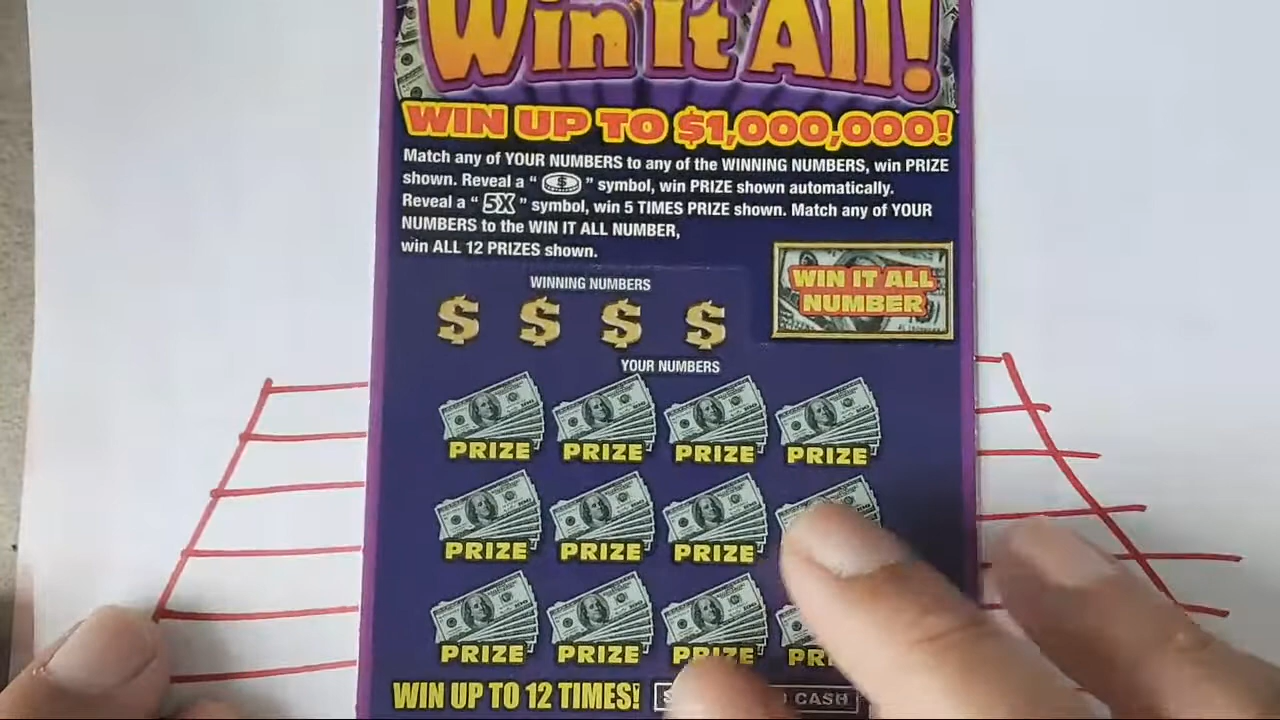 Win It All!
WIN UP TO $1,000,000!
Match any of YOUR NUMBERS to any of the WINNING NUMBERS, win PRIZE
shown. Reveal a " $ " symbol, win PRIZE shown automatically.
Reveal a " 5X " symbol, win 5 TIMES PRIZE shown. Match any of YOUR
NUMBERS to the WIN IT ALL NUMBER,
win ALL 12 PRIZES shown.
WIN IT ALL
NUMBER
WINNING NUMBERS
$ $ $ $
YOUR NUMBERS
PRIZE PRIZE PRIZE PRIZE
PRIZE PRIZE PRIZE
PRIZE PRIZE PRIZE
WIN UP TO 12 TIMES! CASH